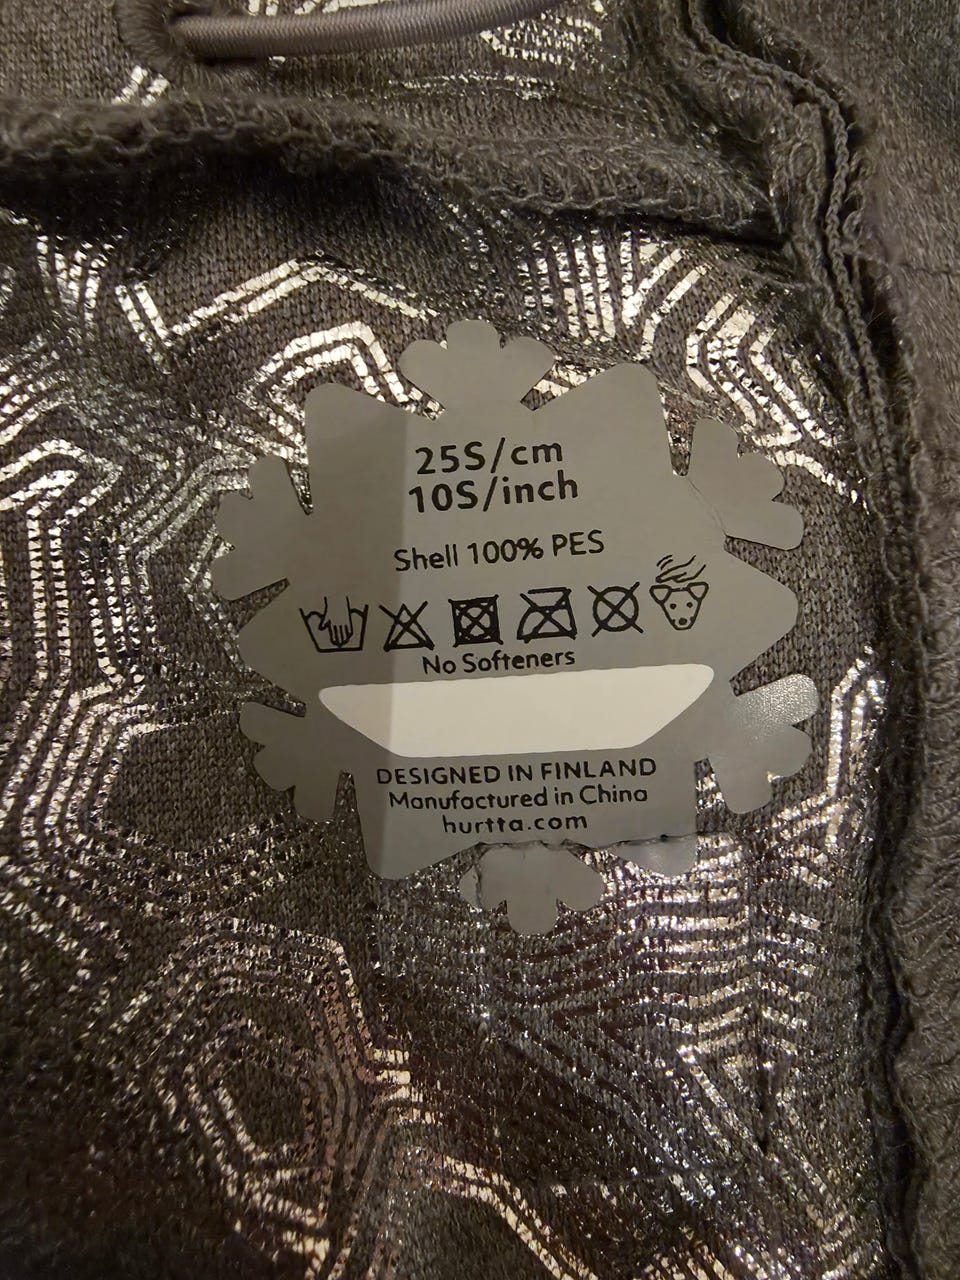 25S/cm
10S/inch
Shell 100% PES
No Softeners
DESIGNED IN FINLAND
Manufactured in China
hurtta.com